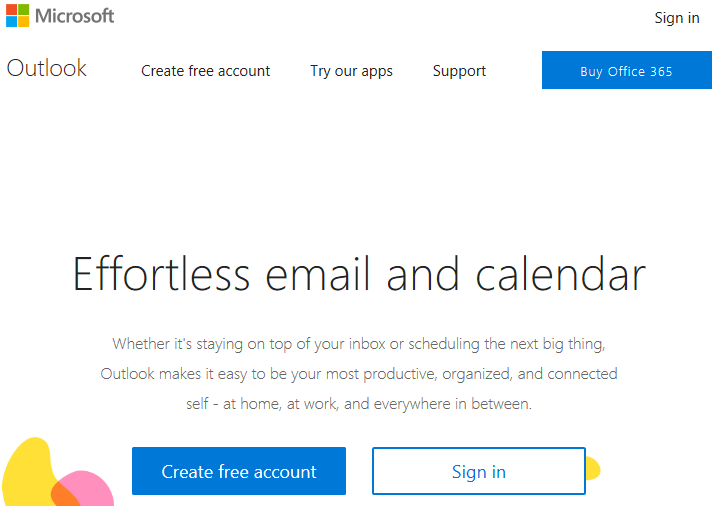 Microsoft
Sign in
Outlook
Create free account
Try our apps
Support
Buy Office 365
Effortless email and calendar
Whether it's staying on top of your inbox or scheduling the next big thing,
Outlook makes it easy to be your most productive, organized, and connected
self - at home, at work, and everywhere in between.
Create free account
Sign in